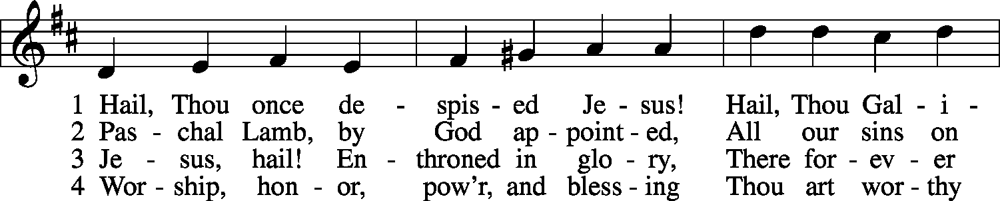 1 Hail, Thou once de - spis - ed Je - sus! Hail, Thou Gal - i -
2 Pas - chal Lamb, by God ap - point - ed, All our sins on
3 Je - sus, hail! En - throned in glo - ry, There for - ev - er
4 Wor - ship, hon - or, pow'r, and bless - ing Thou art wor - thy